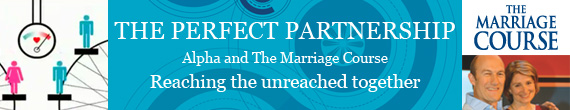 THE PERFECT PARTNERSHIP
Alpha and The Marriage Course
Reaching the unreached together
THE
MARRIAGE
COURSE